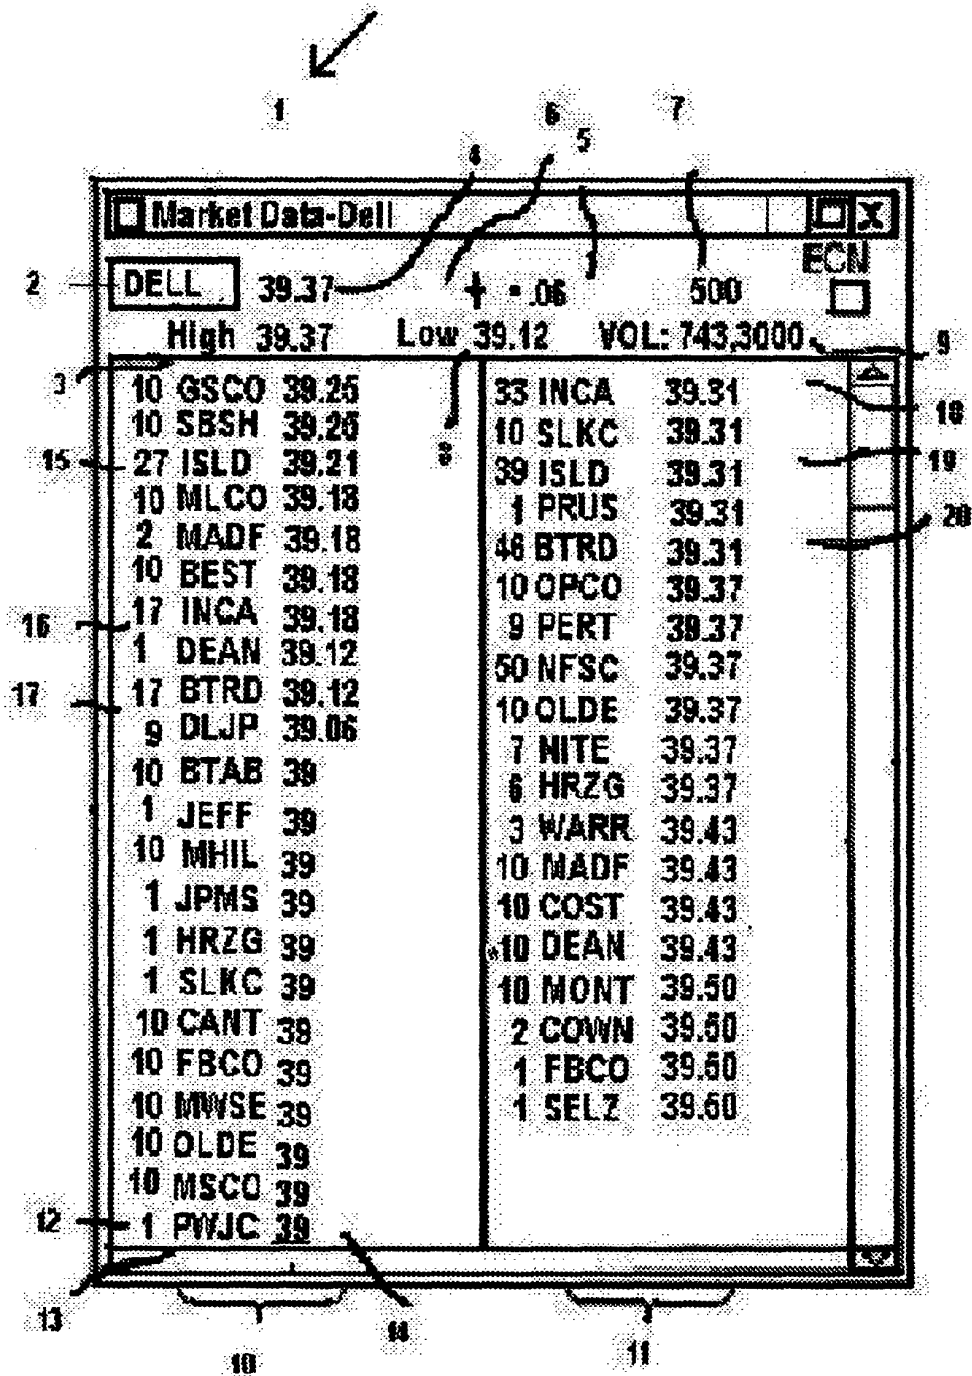 1
6
5
7
4
Market Data-Dell
ECN
2
DELL 39.37 + .06 500
High 39.37 Low 39.12 VOL: 743,3000
9
3
8
10 GSCO 39.25 33 INCA 39.31
18
10 SBSH 39.25 10 SLKC 39.31
15 27 ISLD 39.21 39 ISLD 39.31 19
10 MLCO 39.18 1 PRUS 39.31
2 MADF 39.18 46 BTRD 39.31 20
10 BEST 39.18 10 OPCO 39.37
16 17 INCA 39.18 9 PERT 39.37
1 DEAN 39.12 50 NFSC 39.37
17 17 BTRD 39.12 10 OLDE 39.37
9 DLJP 39.06 7 NITE 39.37
10 BTAB 39 6 HRZG 39.37
1 JEFF 39 3 WARR 39.43
10 MHIL 39 10 MADF 39.43
1 JPMS 39 10 COST 39.43
1 HRZG 39 10 DEAN 39.43
1 SLKC 39 10 MONT 39.50
10 CANT 39 2 COWN
10 FBCO 39 1 FBCO
10 MWSE 39 1 SELZ
10 OLDE 39
10 MSCO 39
12 1 PWJC 39
13
10
14
11